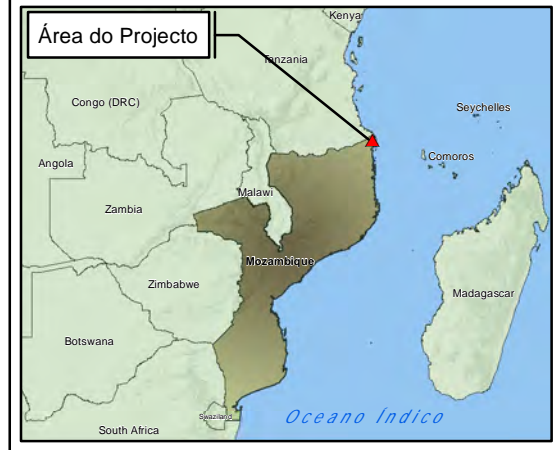 Kenya
Área do Projecto
Tanzania
Congo (DRC)
Seychelles
Comoros
Angola
Malawi
Zambia
Mozambique
Zimbabwe
Madagascar
Botswana
Swaziland
Oceano Índico
South Africa